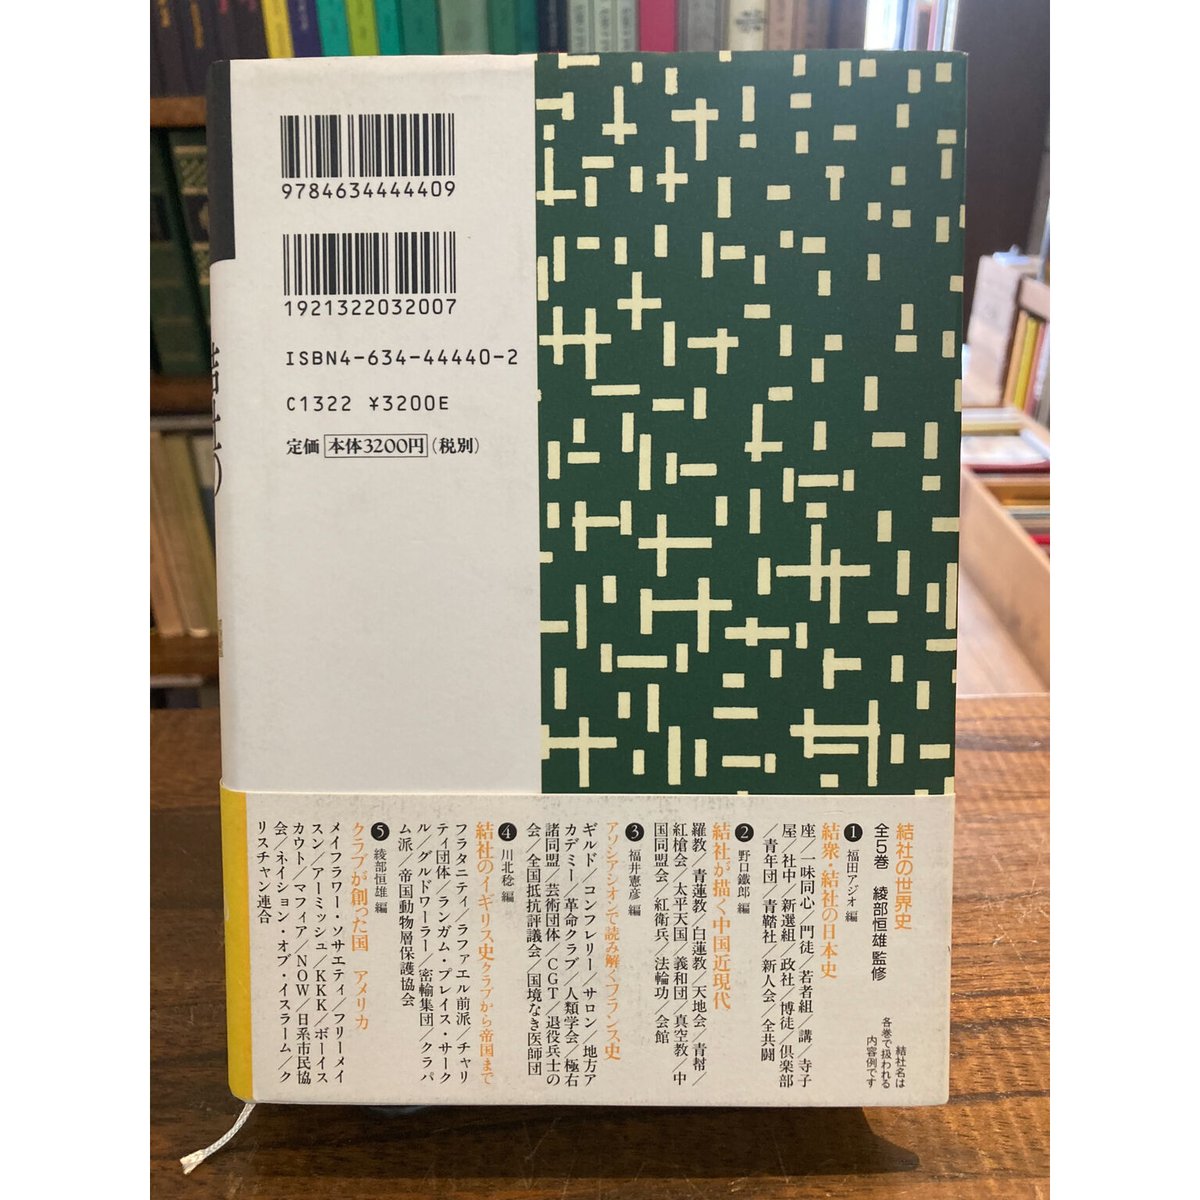 9784634444409
1921322032007
ISBN4-634-44440-2
C1322 ¥3200E
定価 本体3200円(税別)
結社の世界史
全5巻 綾部恒雄 監修
結社名は
各巻で扱われる
内容例です
❶ 福田アジオ 編
結衆・結社の日本史
座/一味同心/門徒/若者組/講/寺子
屋/社中/新選組/政社/博徒/倶楽部
/青年団/青鞜社/新人会/全共闘
❷ 野口鐵郎 編
結社が描く中国近現代
羅教/青蓮教/白蓮教/天地会/青幇/
紅槍会/太平天国/義和団/真空教/中
国同盟会/紅衛兵/法輪功/会館
❸ 福井憲彦 編
アソシアシオンで読み解くフランス史
ギルド/コンフレリー/サロン/地方ア
カデミー/革命クラブ/人類学会/極右
諸同盟/芸術団体/CGT/退役兵士の
会/全国抵抗評議会/国境なき医師団
❹ 川北稔 編
結社のイギリス史 クラブから帝国まで
フラタニティ/ラファエル前派/チャリ
ティ団体/ランガム・プレイス・サーク
ル/グルドワーラー/密輸集団/クラパ
ム派/帝国動物層保護協会
❺ 綾部恒雄 編
クラブが創った国 アメリカ
メイフラワー・ソサエティ/フリーメイ
スン/アーミッシュ/KKK/ボーイス
カウト/マフィア/NOW/日系市民協
会/ネイション・オブ・イスラーム/ク
リスチャン連合